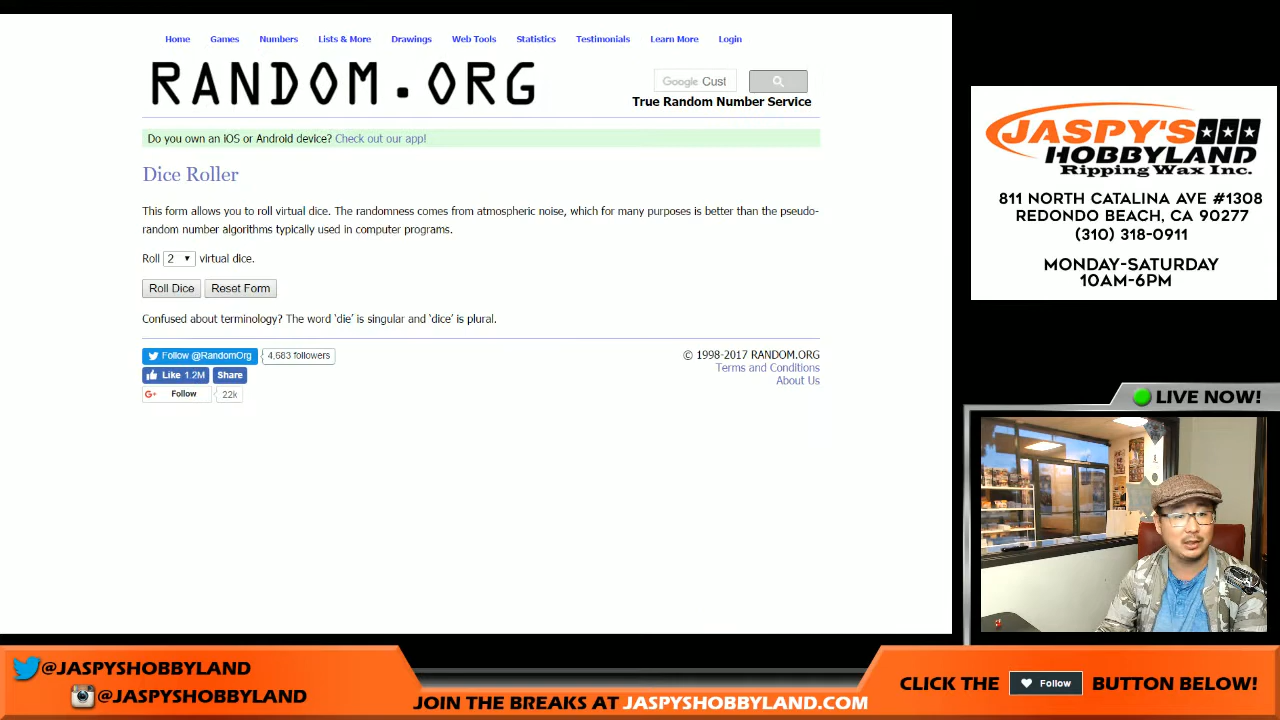 Home Games Numbers Lists & More Drawings Web Tools Statistics Testimonials Learn More Login
RANDOM.ORG
Google Cust
True Random Number Service
Do you own an iOS or Android device? Check out our app!
Dice Roller
This form allows you to roll virtual dice. The randomness comes from atmospheric noise, which for many purposes is better than the pseudo-
random number algorithms typically used in computer programs.
Roll 2 virtual dice.
Roll Dice Reset Form
Confused about terminology? The word ‘die’ is singular and ‘dice’ is plural.
Follow @RandomOrg 4,683 followers
Like 1.2M Share
G+ Follow 22k
© 1998-2017 RANDOM.ORG
Terms and Conditions
About Us
JASPY'S
HOBBYLAND
Ripping Wax Inc.
811 NORTH CATALINA AVE #1308
REDONDO BEACH, CA 90277
(310) 318-0911
MONDAY-SATURDAY
10AM-6PM
LIVE NOW!
@JASPYSHOBBYLAND
@JASPYSHOBBYLAND
JOIN THE BREAKS AT JASPYSHOBBYLAND.COM
CLICK THE Follow BUTTON BELOW!